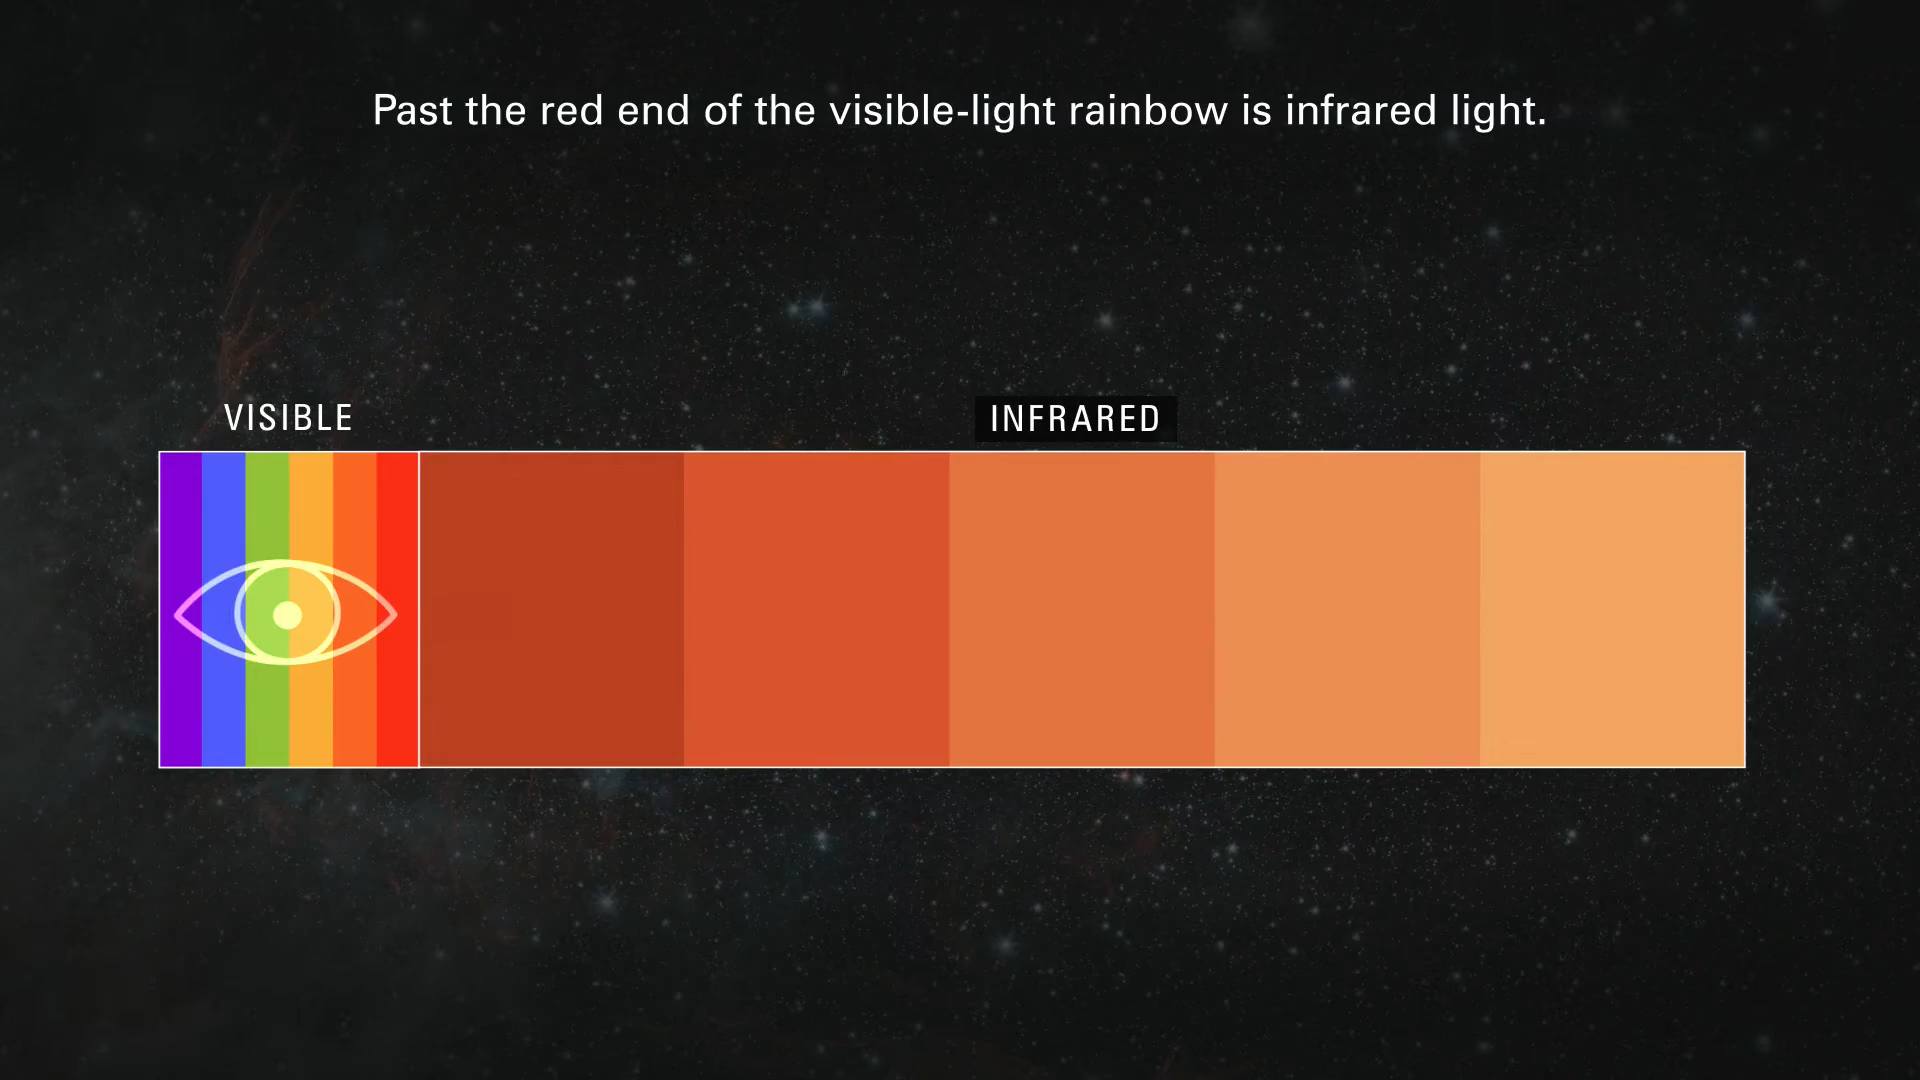 Past the red end of the visible-light rainbow is infrared light.
VISIBLE
INFRARED